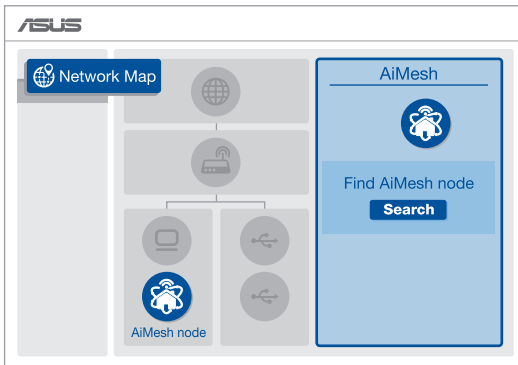 ASUS
Network Map
AiMesh
Find AiMesh node
Search
AiMesh node